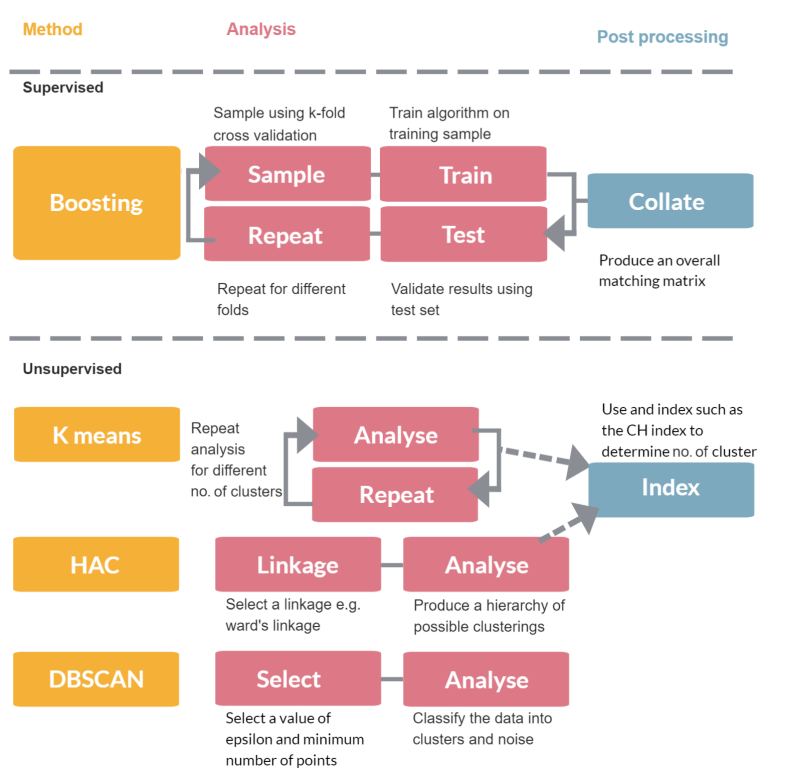 Method
Analysis
Post processing
Supervised
Sample using k-fold
cross validation
Train algorithm on
training sample
Boosting
Sample
Train
Collate
Repeat
Test
Produce an overall
matching matrix
Repeat for different
folds
Validate results using
test set
Unsupervised
K means
Repeat
analysis
for different
no. of clusters
Analyse
Repeat
Use and index such as
the CH index to
determine no. of cluster
Index
HAC
Linkage
Analyse
Select a linkage e.g.
ward's linkage
Produce a hierarchy of
possible clusterings
DBSCAN
Select
Analyse
Select a value of
epsilon and minimum
number of points
Classify the data into
clusters and noise